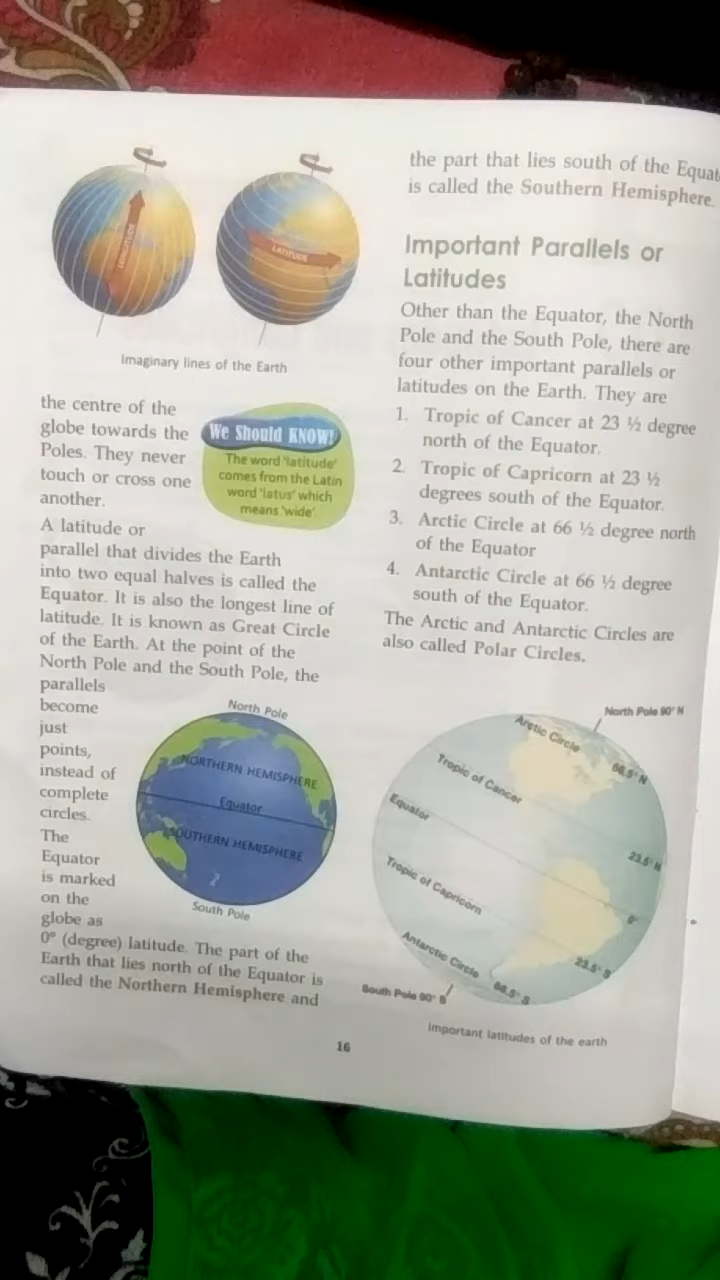 LONGITUDE
LATITUDE
Imaginary lines of the Earth
the centre of the
globe towards the
Poles. They never
touch or cross one
another.
We Should KNOW!
The word 'latitude'
comes from the Latin
word 'latus' which
means 'wide'
A latitude or
parallel that divides the Earth
into two equal halves is called the
Equator. It is also the longest line of
latitude. It is known as Great Circle
of the Earth. At the point of the
North Pole and the South Pole, the
parallels
become
just
points,
instead of
complete
circles.
The
Equator
is marked
on the
globe as
0° (degree) latitude. The part of the
Earth that lies north of the Equator is
called the Northern Hemisphere and
North Pole
NORTHERN HEMISPHERE
Equator
SOUTHERN HEMISPHERE
South Pole
the part that lies south of the Equat
is called the Southern Hemisphere.
Important Parallels or
Latitudes
Other than the Equator, the North
Pole and the South Pole, there are
four other important parallels or
latitudes on the Earth. They are
1. Tropic of Cancer at 23 ½ degree
north of the Equator.
2. Tropic of Capricorn at 23 ½
degrees south of the Equator.
3. Arctic Circle at 66 ½ degree north
of the Equator
4. Antarctic Circle at 66 ½ degree
south of the Equator.
The Arctic and Antarctic Circles are
also called Polar Circles.
North Pole 90° N
Arctic Circle 66.5° N
Tropic of Cancer 23.5° N
Equator 0°
Tropic of Capricorn 23.5° S
Antarctic Circle 66.5° S
South Pole 90° S
Important latitudes of the earth
16